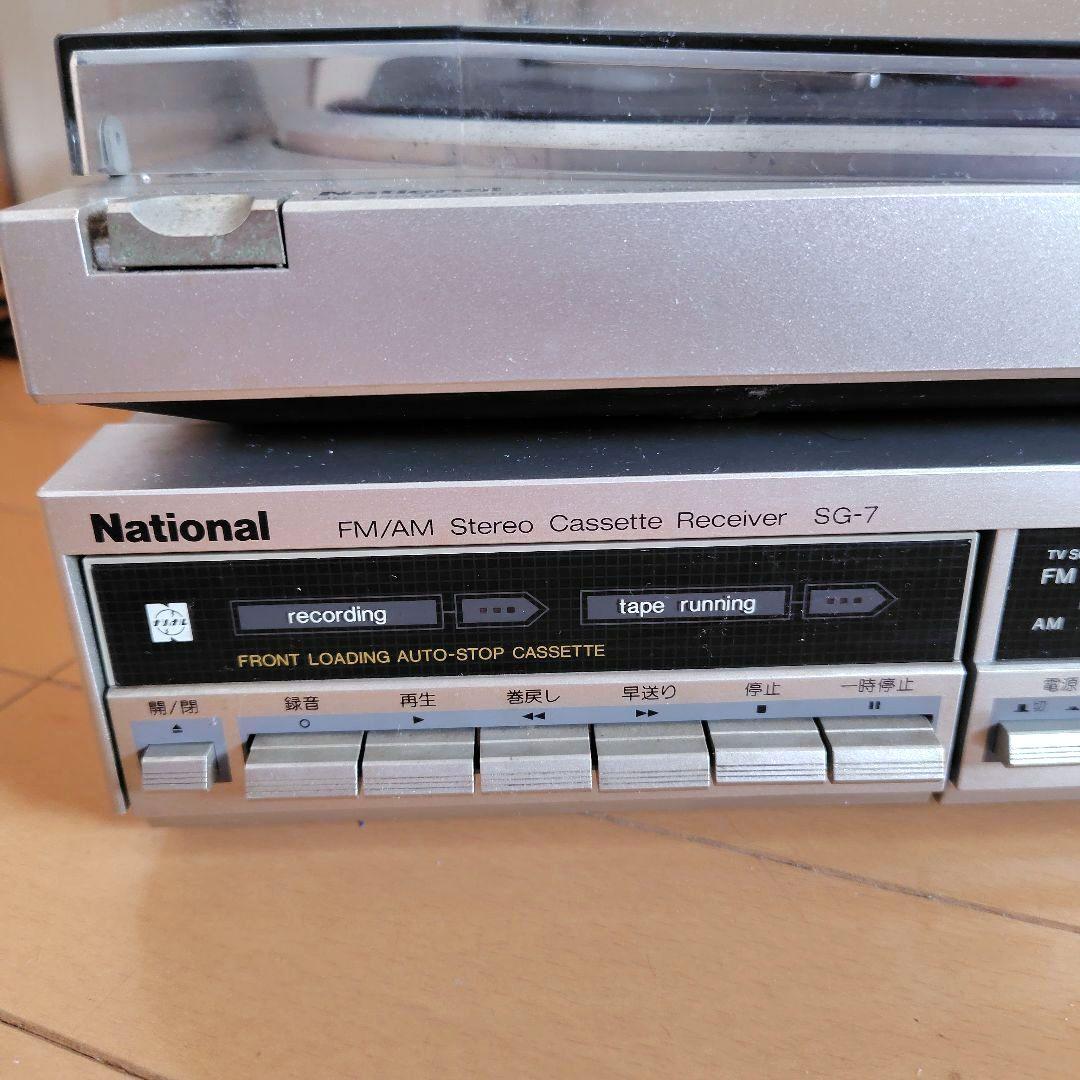 National
National FM/AM Stereo Cassette Receiver SG-7
recording
tape running
FRONT LOADING AUTO-STOP CASSETTE
FM
AM
開/閉 録音 再生 巻戻し 早送り 停止 一時停止 電源
切